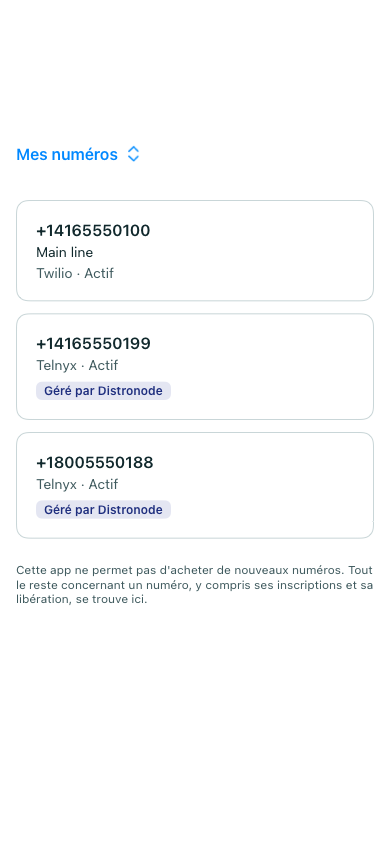 Mes numéros
+14165550100
Main line
Twilio · Actif
+14165550199
Telnyx · Actif
Géré par Distronode
+18005550188
Telnyx · Actif
Géré par Distronode
Cette app ne permet pas d'acheter de nouveaux numéros. Tout
le reste concernant un numéro, y compris ses inscriptions et sa
libération, se trouve ici.